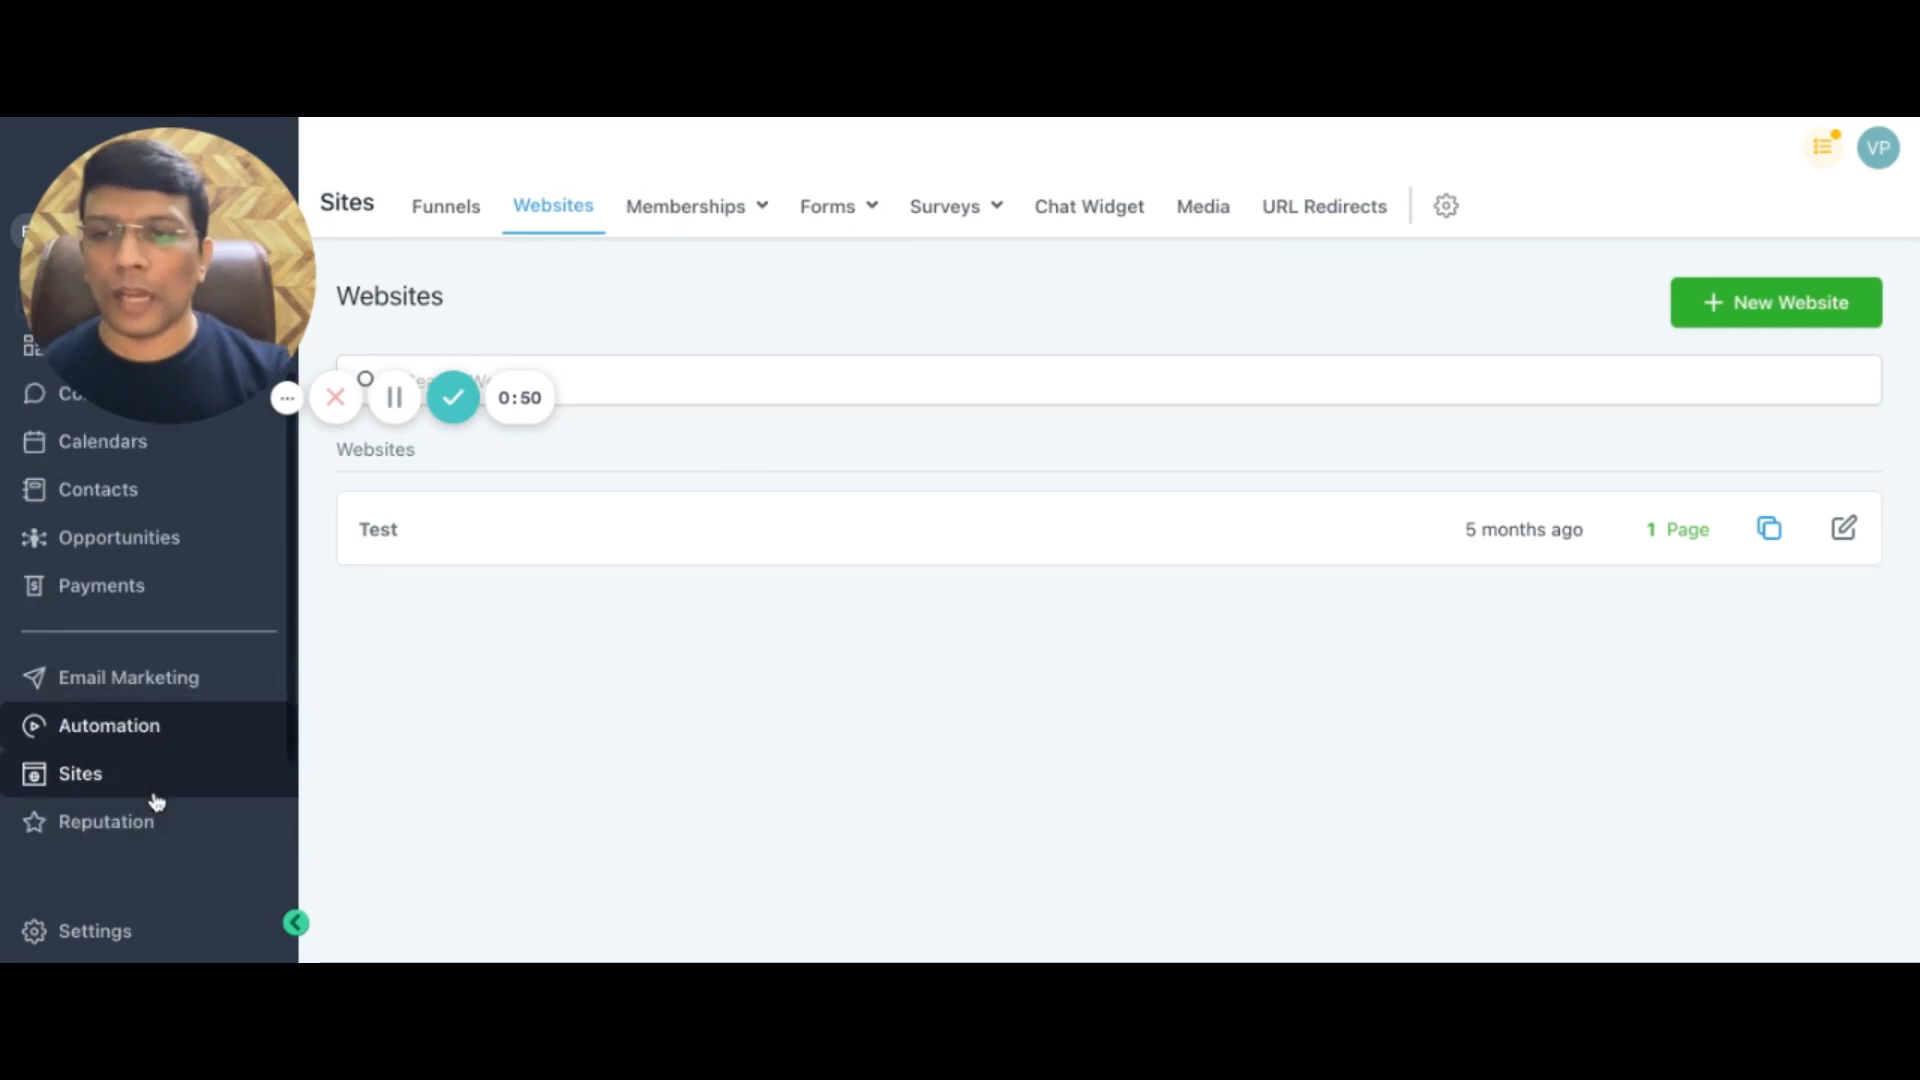 VP
Sites
Funnels
Websites
Memberships
Forms
Surveys
Chat Widget
Media
URL Redirects
Websites
+ New Website
0:50
Calendars
Contacts
Opportunities
Payments
Email Marketing
Automation
Sites
Reputation
Settings
Websites
Test
5 months ago
1 Page